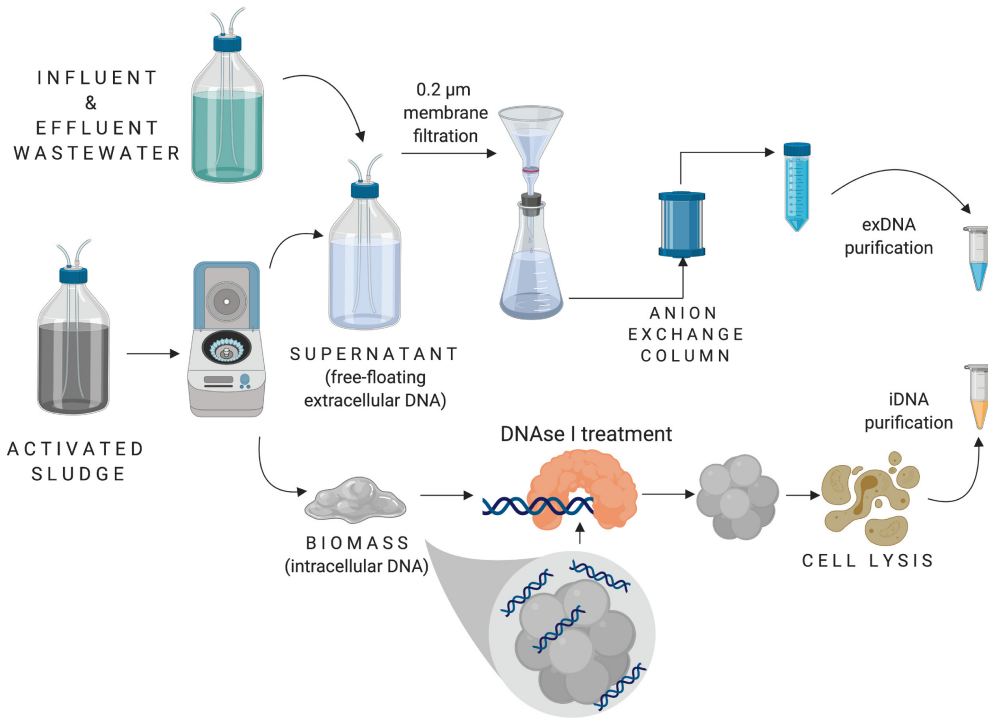 INFLUENT
&
EFFLUENT
WASTEWATER
0.2 µm
membrane
filtration
exDNA
purification
ANION
EXCHANGE
COLUMN
SUPERNATANT
(free-floating
extracellular DNA)
ACTIVATED
SLUDGE
iDNA
purification
DNAse I treatment
BIOMASS
(intracellular DNA)
CELL LYSIS